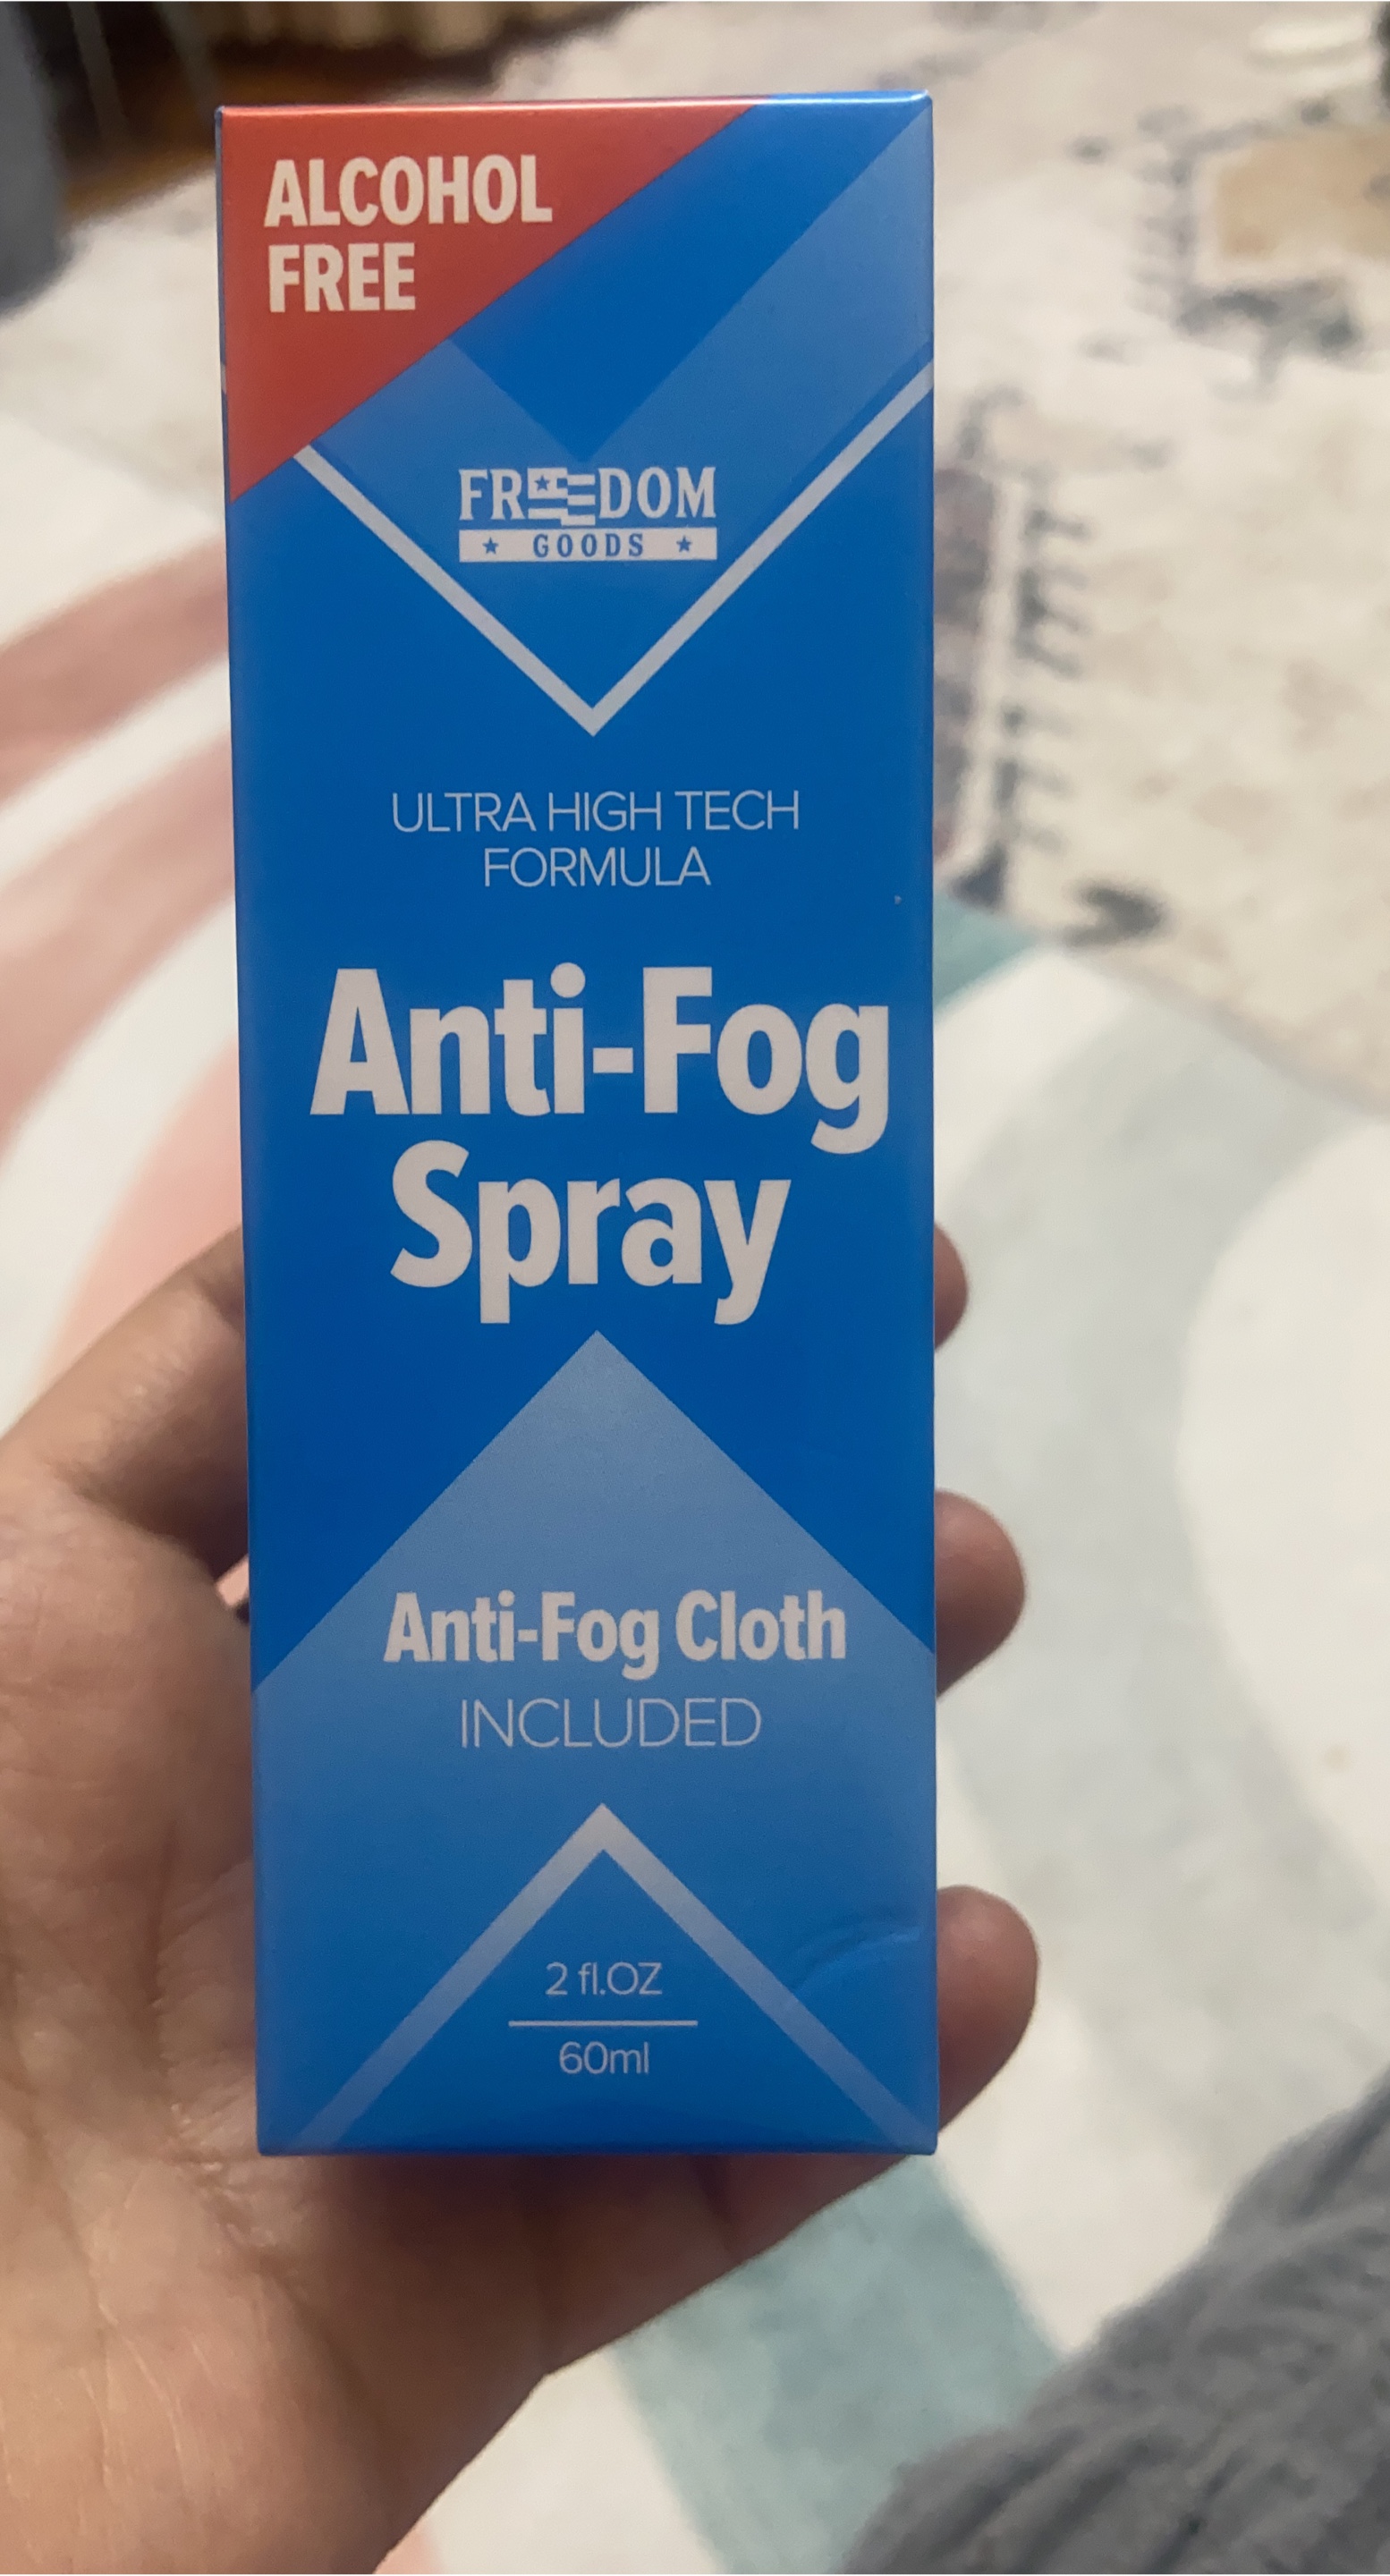 ALCOHOL
FREE
FREEDOM
GOODS
ULTRA HIGH TECH
FORMULA
Anti-Fog
Spray
Anti-Fog Cloth
INCLUDED
2 fl.OZ
60ml